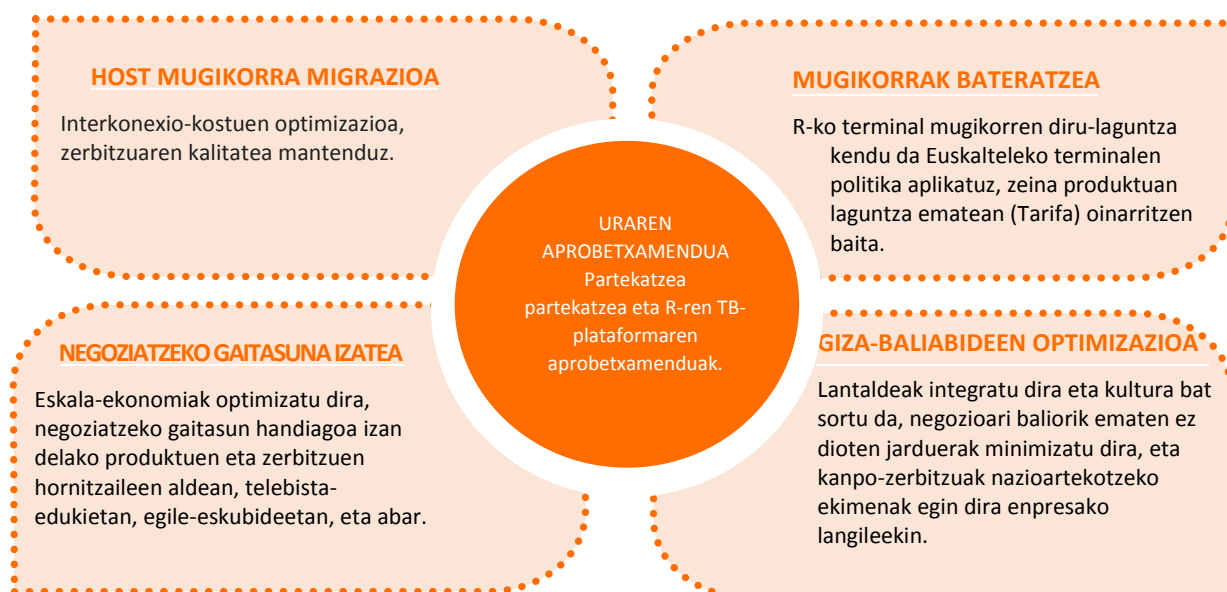 HOST MUGIKORRA MIGRAZIOA
Interkonexio-kostuen optimizazioa,
zerbitzuaren kalitatea mantenduz.
MUGIKORRAK BATERATZEA
R-ko terminal mugikorren diru-laguntza
kendu da Euskalteleko terminalen
politika aplikatuz, zeina produktuan
laguntza ematean (Tarifa) oinarritzen
baita.
URAREN
APROBETXAMENDUA
Partekatzea
partekatzea eta R-ren TB-
plataformaren
aprobetxamenduak.
NEGOZIATZEKO GAITASUNA IZATEA
Eskala-ekonomiak optimizatu dira,
negoziatzeko gaitasun handiagoa izan
delako produktuen eta zerbitzuen
hornitzaileen aldean, telebista-
edukietan, egile-eskubideetan, eta abar.
GIZA-BALIABIDEEN OPTIMIZAZIOA
Lantaldeak integratu dira eta kultura bat
sortu da, negozioari baliorik ematen ez
dioten jarduerak minimizatu dira, eta
kanpo-zerbitzuak nazioartekotzeko
ekimenak egin dira enpresako
langileekin.